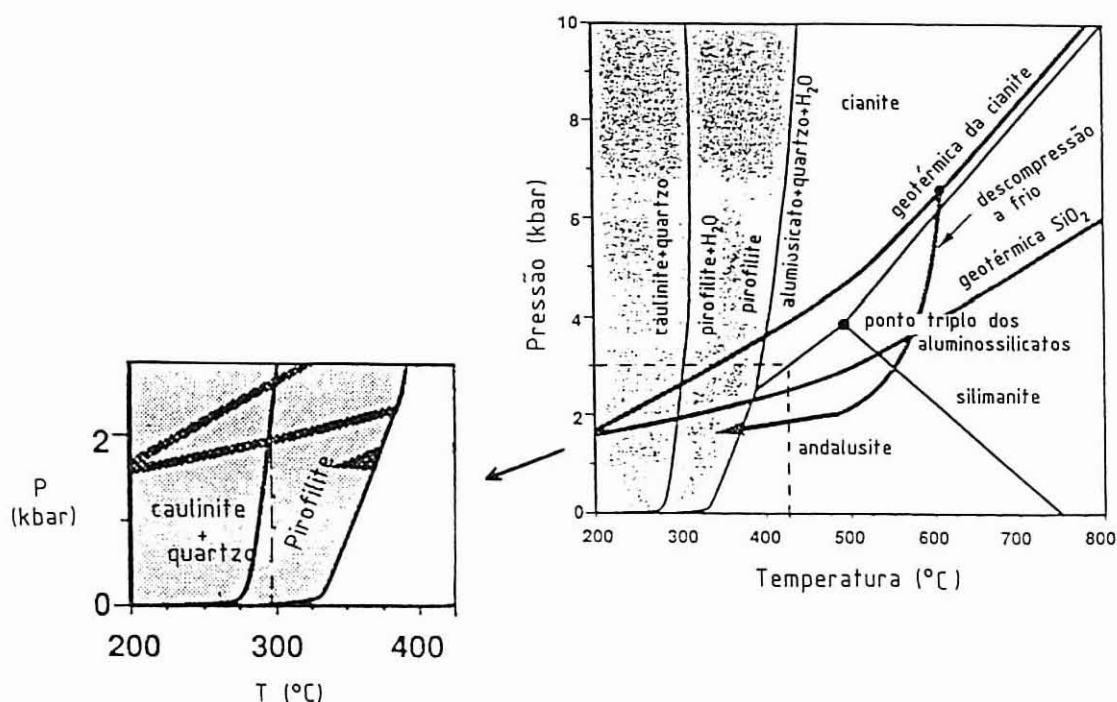 10
8
6
4
2
0
Pressão (kbar)
200
300
400
500
600
700
800
Temperatura (°C)
caulinite+quartzo
pirofilite+H₂O
pirofilite
alumiusicato+quartzo+H₂O
cianite
geotérmica da cianite
descompressão
a frio
geotérmica SiO₂
ponto triplo dos
aluminossilicatos
silimanite
andalusite
2
P
(kbar)
0
caulinite
+
quartzo
Pirofilite
200
300
400
T (°C)